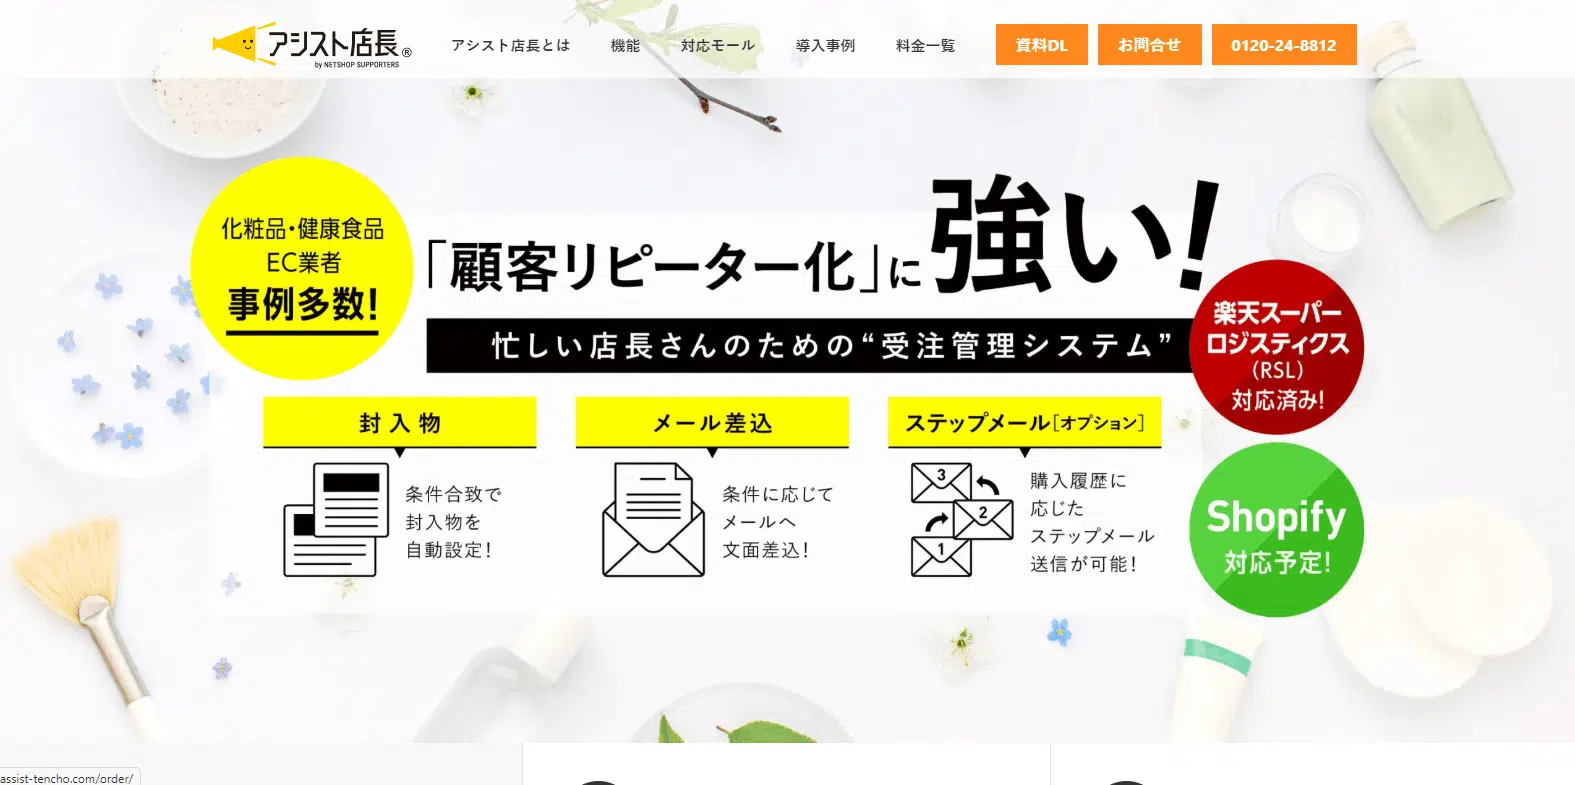 アシスト店長®
by NETSHOP SUPPORTERS
アシスト店長とは
機能
対応モール
導入事例
料金一覧
資料DL
お問合せ
0120-24-8812
化粧品・健康食品
EC業者
事例多数!
「顧客リピーター化」に強い!
忙しい店長さんのための“受注管理システム”
楽天スーパー
ロジスティクス
(RSL)
対応済み!
封入物
条件合致で
封入物を
自動設定!
メール差込
条件に応じて
メールへ
文面差込!
ステップメール[オプション]
3
2
1
購入履歴に
応じた
ステップメール
送信が可能!
Shopify
対応予定!
assist-tencho.com/order/